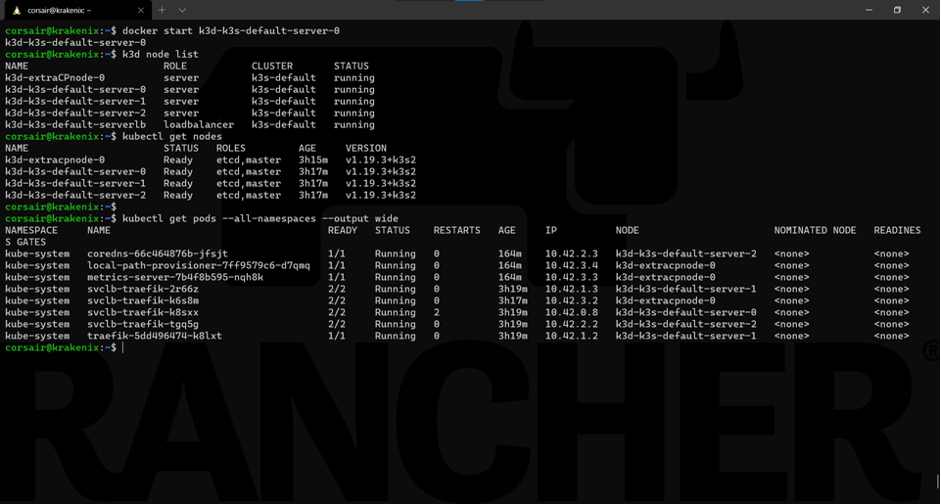 corsair@krakenix: ~
corsair@krakenix:~$ docker start k3d-k3s-default-server-0
k3d-k3s-default-server-0
corsair@krakenix:~$ k3d node list
NAME ROLE CLUSTER STATUS
k3d-extraCPnode-0 server k3s-default running
k3d-k3s-default-server-0 server k3s-default running
k3d-k3s-default-server-1 server k3s-default running
k3d-k3s-default-server-2 server k3s-default running
k3d-k3s-default-serverlb loadbalancer k3s-default running
corsair@krakenix:~$ kubectl get nodes
NAME STATUS ROLES AGE VERSION
k3d-extracpnode-0 Ready etcd,master 3h15m v1.19.3+k3s2
k3d-k3s-default-server-0 Ready etcd,master 3h17m v1.19.3+k3s2
k3d-k3s-default-server-1 Ready etcd,master 3h17m v1.19.3+k3s2
k3d-k3s-default-server-2 Ready etcd,master 3h17m v1.19.3+k3s2
corsair@krakenix:~$
corsair@krakenix:~$ kubectl get pods --all-namespaces --output wide
NAMESPACE NAME READY STATUS RESTARTS AGE IP NODE NOMINATED NODE READINES
S GATES
kube-system coredns-66c464876b-jfsjt 1/1 Running 0 164m 10.42.2.3 k3d-k3s-default-server-2 <none> <none>
kube-system local-path-provisioner-7ff9579c6-d7qmq 1/1 Running 0 164m 10.42.3.4 k3d-extracpnode-0 <none> <none>
kube-system metrics-server-7b4f8b595-nqh8k 1/1 Running 0 164m 10.42.3.3 k3d-extracpnode-0 <none> <none>
kube-system svclb-traefik-2r66z 2/2 Running 0 3h19m 10.42.1.3 k3d-k3s-default-server-1 <none> <none>
kube-system svclb-traefik-k6s8m 2/2 Running 0 3h17m 10.42.3.2 k3d-extracpnode-0 <none> <none>
kube-system svclb-traefik-k8sxx 2/2 Running 2 3h19m 10.42.0.8 k3d-k3s-default-server-0 <none> <none>
kube-system svclb-traefik-tgq5g 2/2 Running 0 3h19m 10.42.2.2 k3d-k3s-default-server-2 <none> <none>
kube-system traefik-5dd496474-k8lxt 1/1 Running 0 3h19m 10.42.1.2 k3d-k3s-default-server-1 <none> <none>
corsair@krakenix:~$
RANCHER®